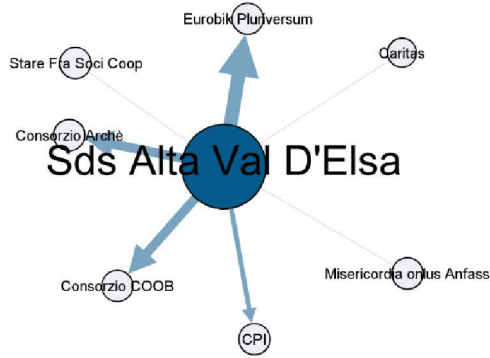 Eurobik Pluriversum
Caritas
Stare Fra Soci Coop
Consorzio Archè
Sds Alta Val D'Elsa
Misericordia onlus Anfass
Consorzio COOB
CPI